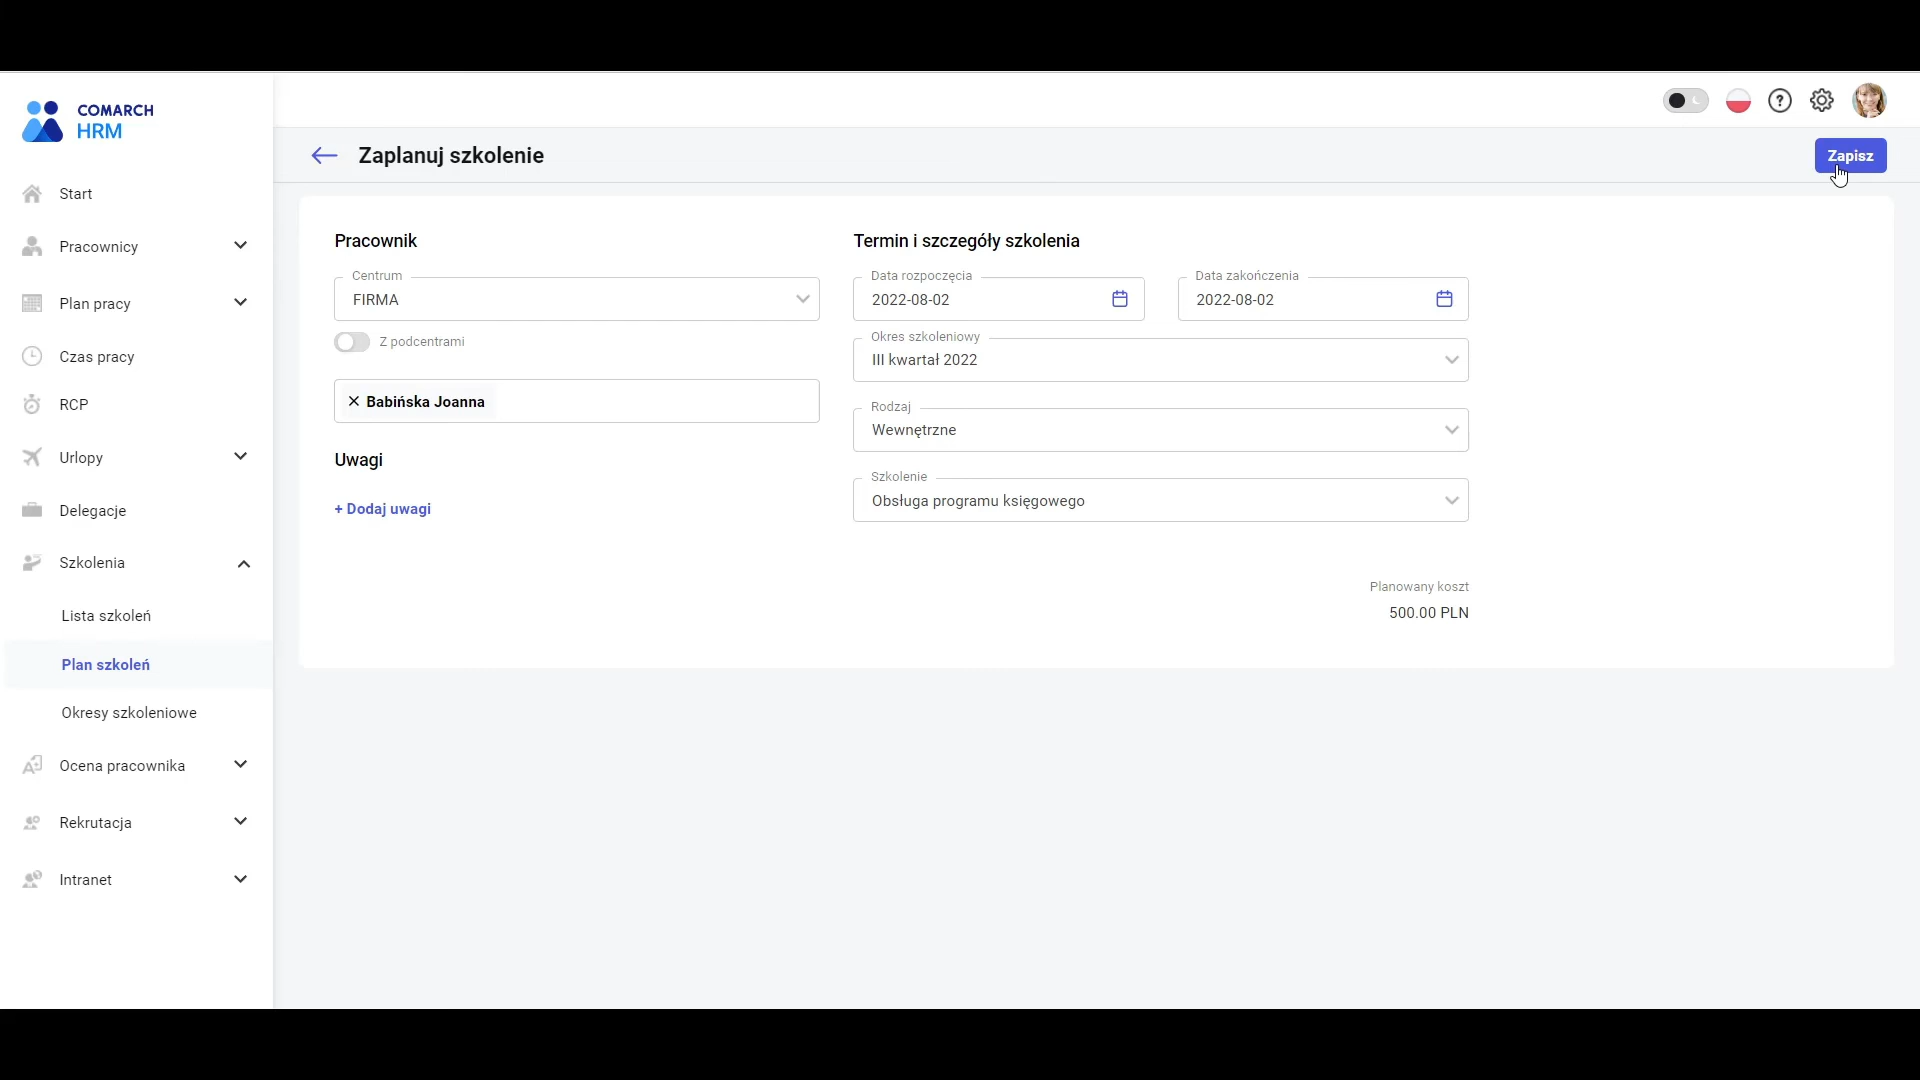 COMARCH
HRM
Start
Pracownicy
Plan pracy
Czas pracy
RCP
Urlopy
Delegacje
Szkolenia
Lista szkoleń
Plan szkoleń
Okresy szkoleniowe
Ocena pracownika
Rekrutacja
Intranet
Zaplanuj szkolenie
Zapisz
Pracownik
Centrum
FIRMA
Z podcentrami
Babińska Joanna
Uwagi
+ Dodaj uwagi
Termin i szczegóły szkolenia
Data rozpoczęcia
2022-08-02
Data zakończenia
2022-08-02
Okres szkoleniowy
III kwartał 2022
Rodzaj
Wewnętrzne
Szkolenie
Obsługa programu księgowego
Planowany koszt
500.00 PLN